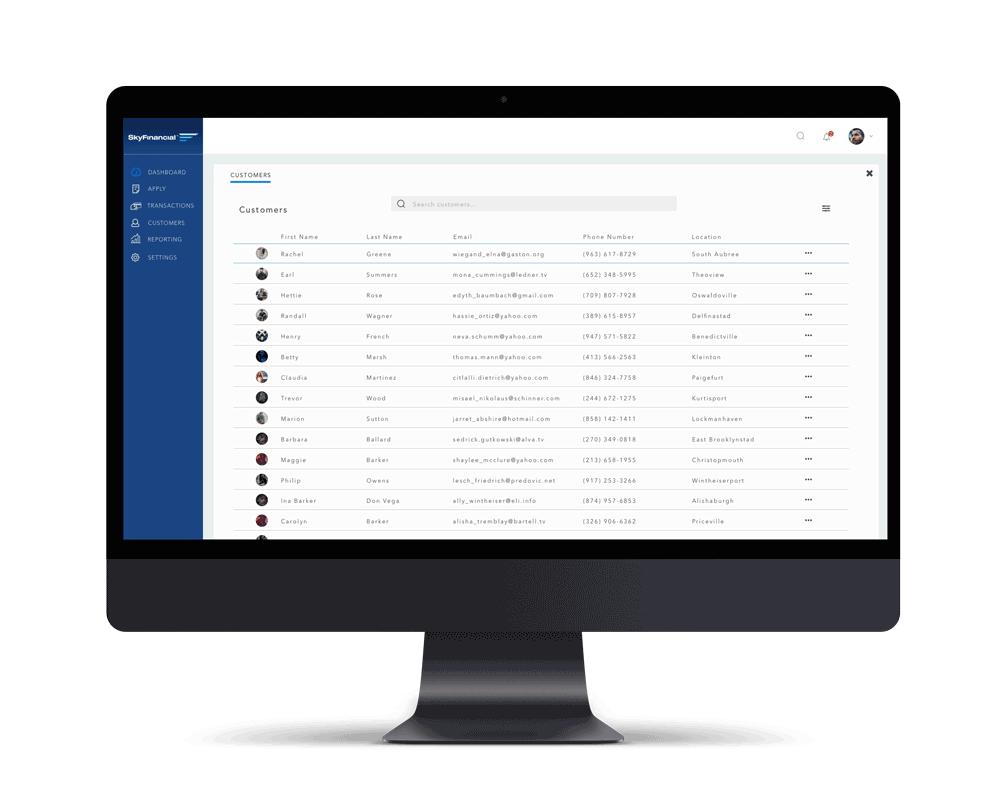 SkyFinancial
2
DASHBOARD
APPLY
TRANSACTIONS
CUSTOMERS
REPORTING
SETTINGS
CUSTOMERS
Customers
Search customers...
First Name Last Name Email Phone Number Location
Rachel Greene wiegand_elna@gaston.org (963) 617-8729 South Aubree
Earl Summers mona_cummings@ledner.tv (652) 348-5995 Theoview
Hettie Rose edyth_baumbach@gmail.com (709) 807-7928 Oswaldoville
Randall Wagner hassie_ortiz@yahoo.com (389) 615-8957 Delfinastad
Henry French neva.schumm@yahoo.com (947) 571-5822 Benedictville
Betty Marsh thomas.mann@yahoo.com (413) 566-2563 Kleinton
Claudia Martinez citlalli.dietrich@yahoo.com (846) 324-7758 Paigefurt
Trevor Wood misael_nikolaus@schinner.com (244) 672-1275 Kurtisport
Marion Sutton jarret_abshire@hotmail.com (858) 142-1411 Lockmanhaven
Barbara Ballard sedrick.gutkowski@alva.tv (270) 349-0818 East Brooklynstad
Maggie Barker shaylee_mcclure@yahoo.com (213) 658-1955 Christopmouth
Philip Owens lesch_friedrich@predovic.net (917) 253-3266 Wintheiserport
Ina Barker Don Vega ally_wintheiser@eli.info (874) 957-6853 Alishaburgh
Carolyn Barker alisha_tremblay@bartell.tv (326) 906-6362 Priceville